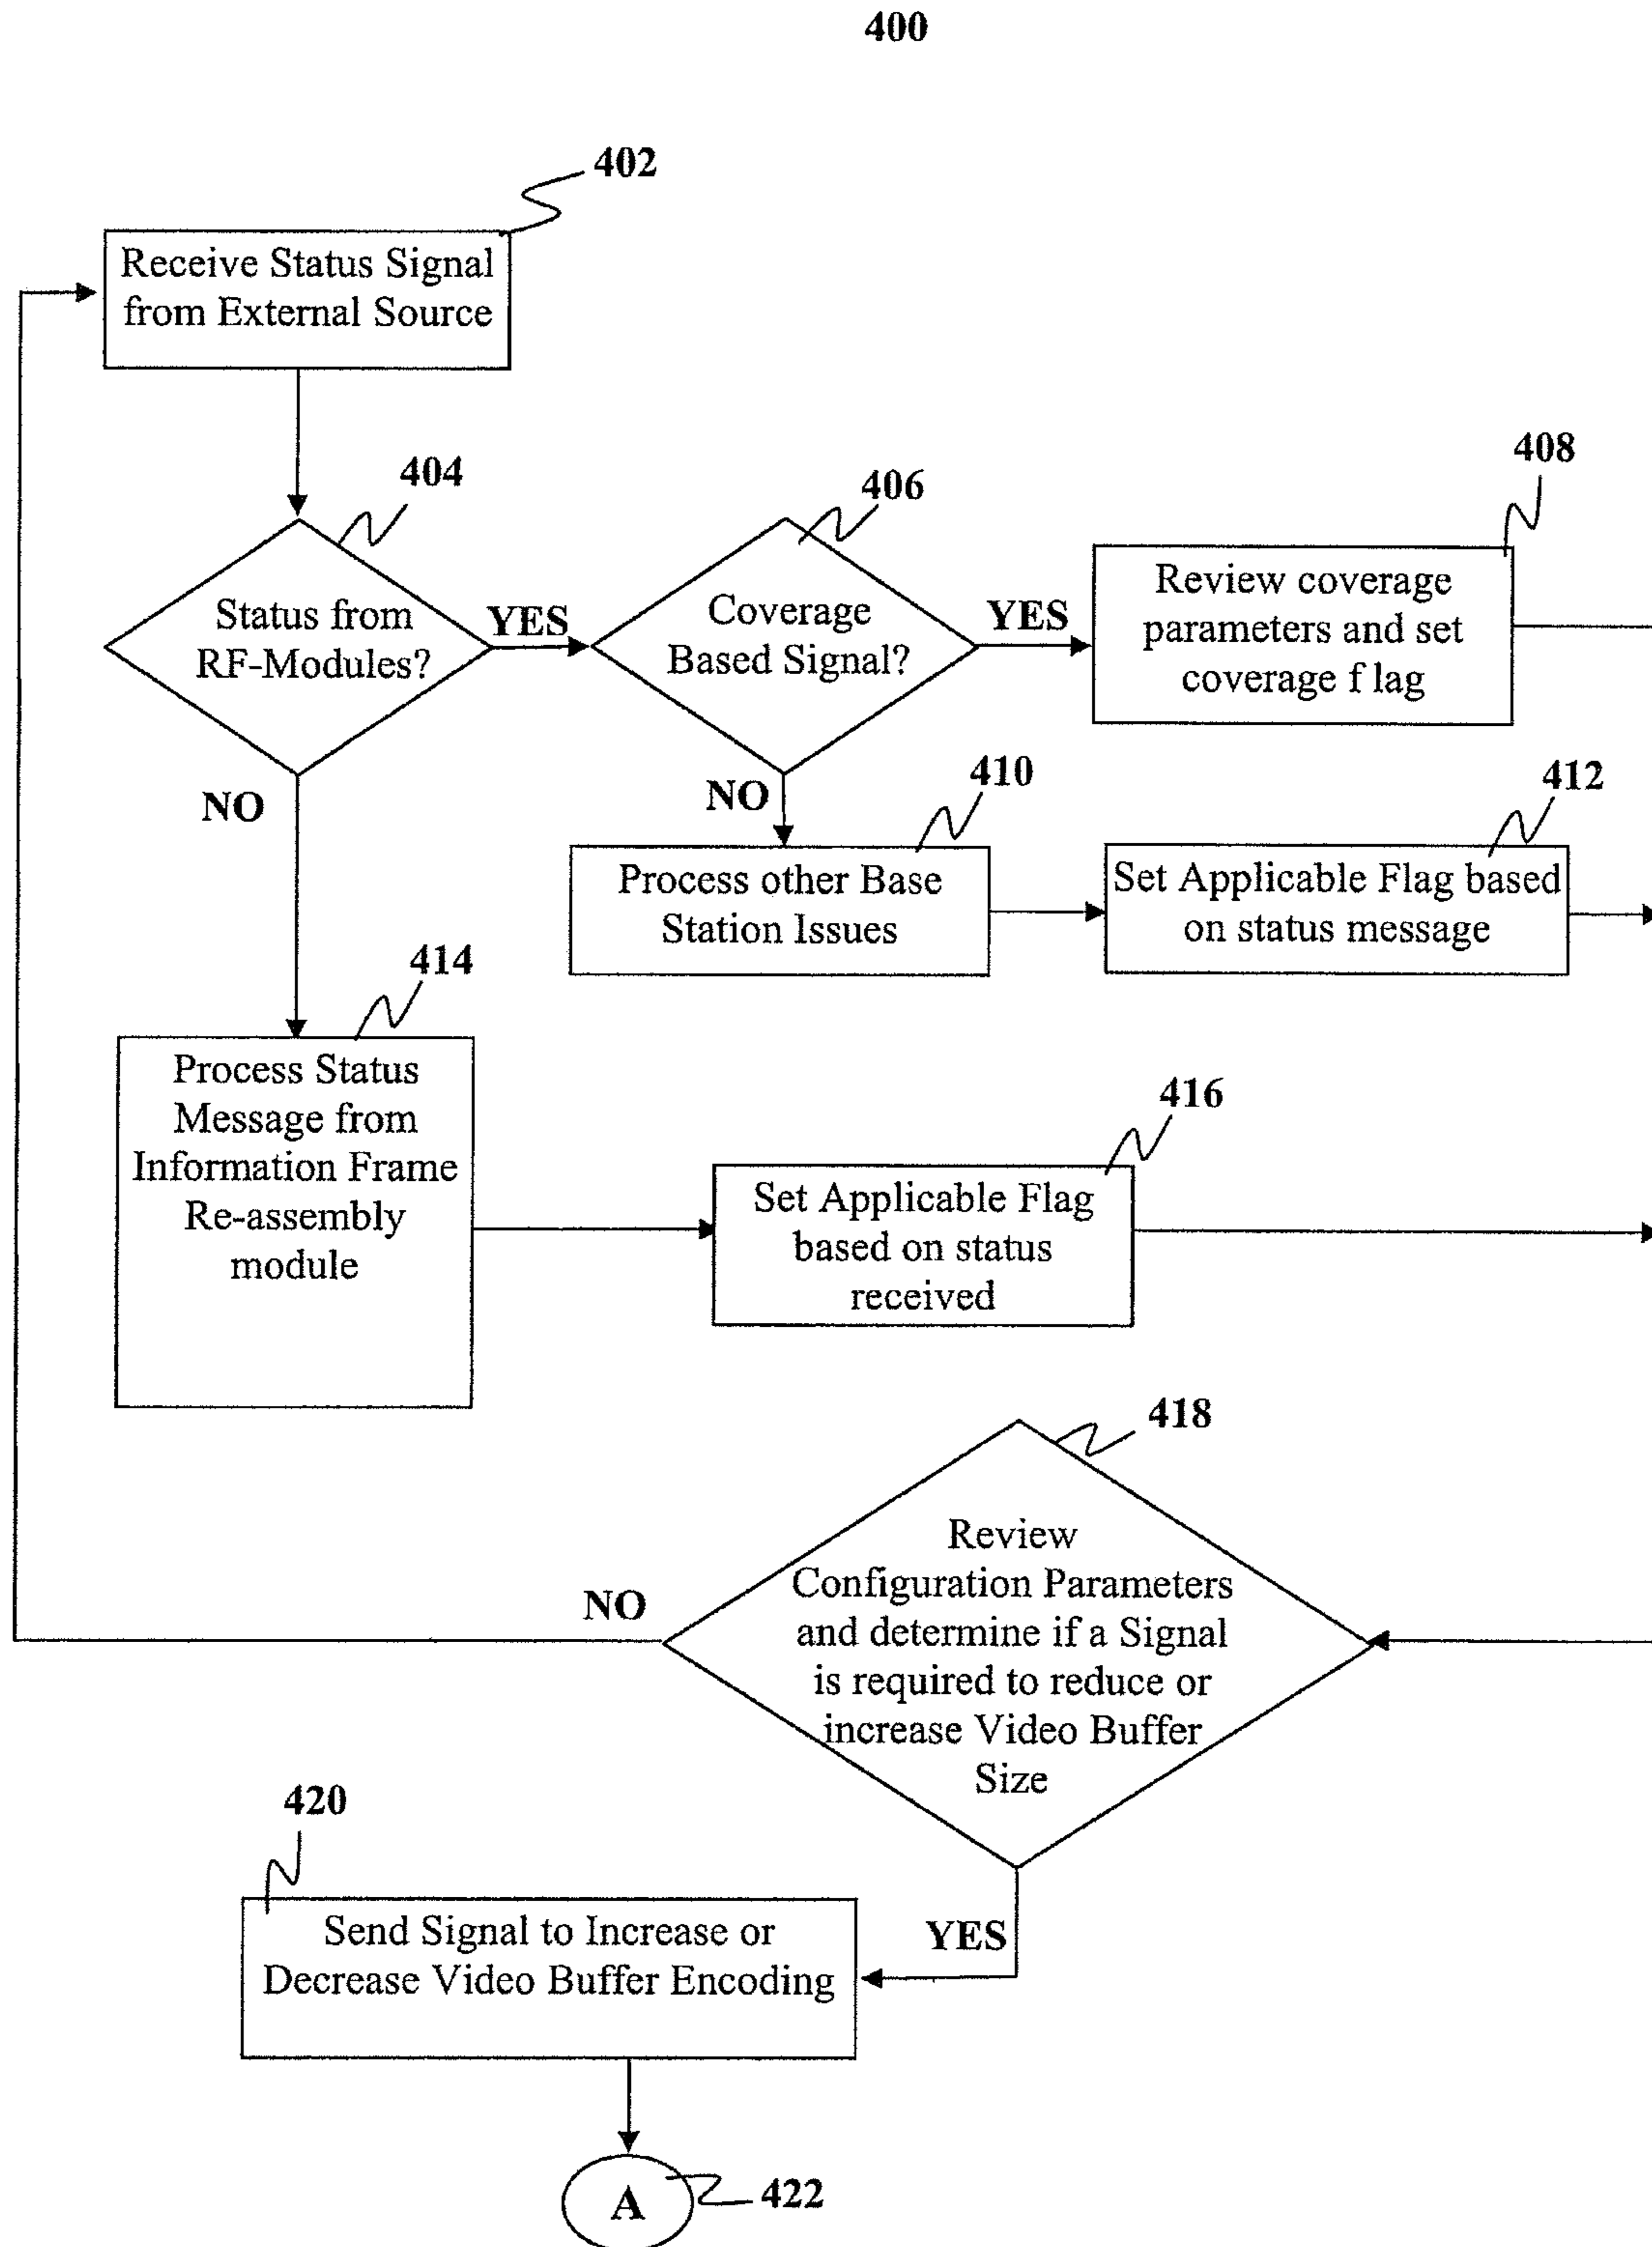 400
402
Receive Status Signal
from External Source
404
Status from
RF-Modules?
YES
406
Coverage
Based Signal?
YES
408
Review coverage
parameters and set
coverage f lag
NO
NO
410
Process other Base
Station Issues
412
Set Applicable Flag based
on status message
414
Process Status
Message from
Information Frame
Re-assembly
module
416
Set Applicable Flag
based on status
received
418
Review
Configuration Parameters
and determine if a Signal
is required to reduce or
increase Video Buffer
Size
NO
YES
420
Send Signal to Increase or
Decrease Video Buffer Encoding
A
422